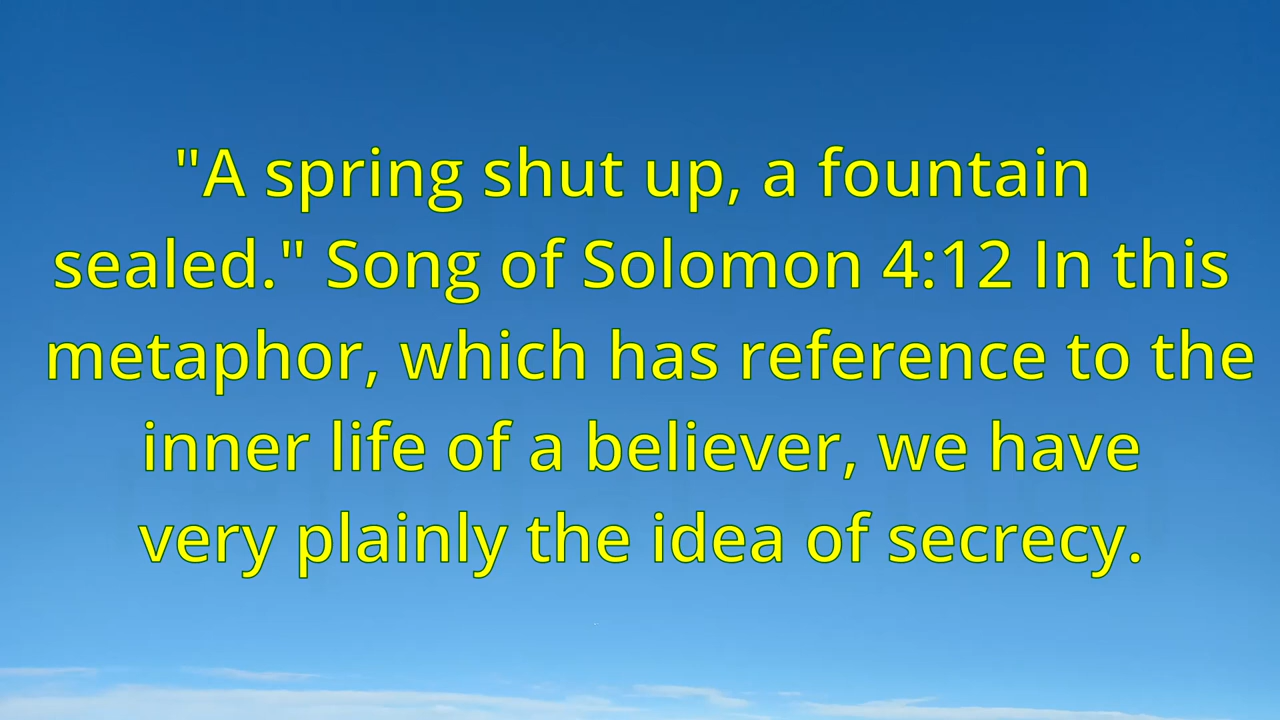 "A spring shut up, a fountain
sealed." Song of Solomon 4:12 In this
metaphor, which has reference to the
inner life of a believer, we have
very plainly the idea of secrecy.